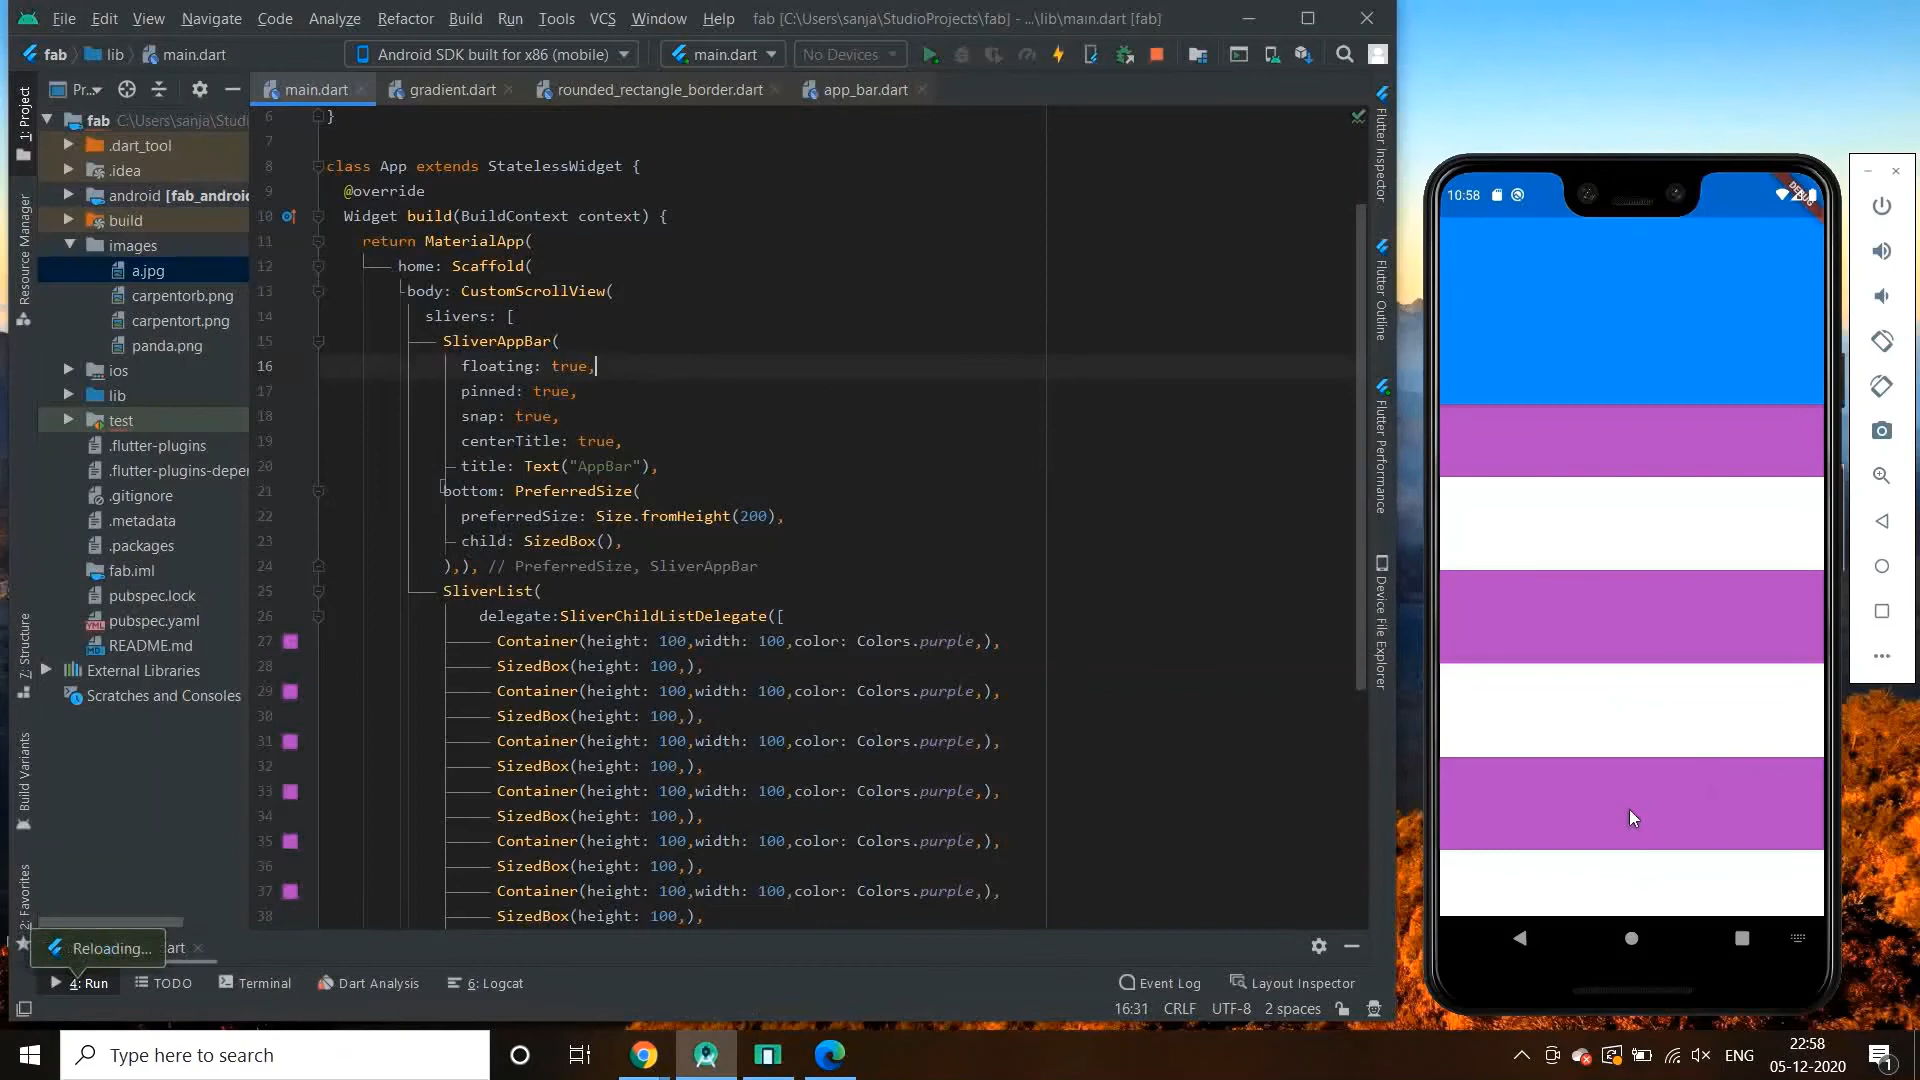 File Edit View Navigate Code Analyze Refactor Build Run Tools VCS Window Help fab [C:\Users\sanja\StudioProjects\fab] - ...\lib\main.dart [fab]
fab lib main.dart Android SDK built for x86 (mobile) main.dart No Devices
Pr... main.dart gradient.dart rounded_rectangle_border.dart app_bar.dart
1: Project
Resource Manager
7: Structure
Build Variants
2: Favorites
fab C:\Users\sanja\Studi
.dart_tool
.idea
android [fab_androi
build
images
a.jpg
carpentorb.png
carpentort.png
panda.png
ios
lib
test
.flutter-plugins
.flutter-plugins-deper
.gitignore
.metadata
.packages
fab.iml
pubspec.lock
pubspec.yaml
README.md
External Libraries
Scratches and Consoles
6 }
7
8 class App extends StatelessWidget {
9 @override
10 Widget build(BuildContext context) {
11 return MaterialApp(
12 home: Scaffold(
13 body: CustomScrollView(
14 slivers: [
15 SliverAppBar(
16 floating: true,
17 pinned: true,
18 snap: true,
19 centerTitle: true,
20 title: Text("AppBar"),
21 bottom: PreferredSize(
22 preferredSize: Size.fromHeight(200),
23 child: SizedBox(),
24 ),), // PreferredSize, SliverAppBar
25 SliverList(
26 delegate:SliverChildListDelegate([
27 Container(height: 100,width: 100,color: Colors.purple,),
28 SizedBox(height: 100,),
29 Container(height: 100,width: 100,color: Colors.purple,),
30 SizedBox(height: 100,),
31 Container(height: 100,width: 100,color: Colors.purple,),
32 SizedBox(height: 100,),
33 Container(height: 100,width: 100,color: Colors.purple,),
34 SizedBox(height: 100,),
35 Container(height: 100,width: 100,color: Colors.purple,),
36 SizedBox(height: 100,),
37 Container(height: 100,width: 100,color: Colors.purple,),
38 SizedBox(height: 100,),
Flutter Inspector
Flutter Outline
Flutter Performance
Device File Explorer
10:58
DEBUG
Reloading... art
4: Run TODO Terminal Dart Analysis 6: Logcat Event Log Layout Inspector
16:31 CRLF UTF-8 2 spaces
Type here to search
ENG
22:58
05-12-2020
1